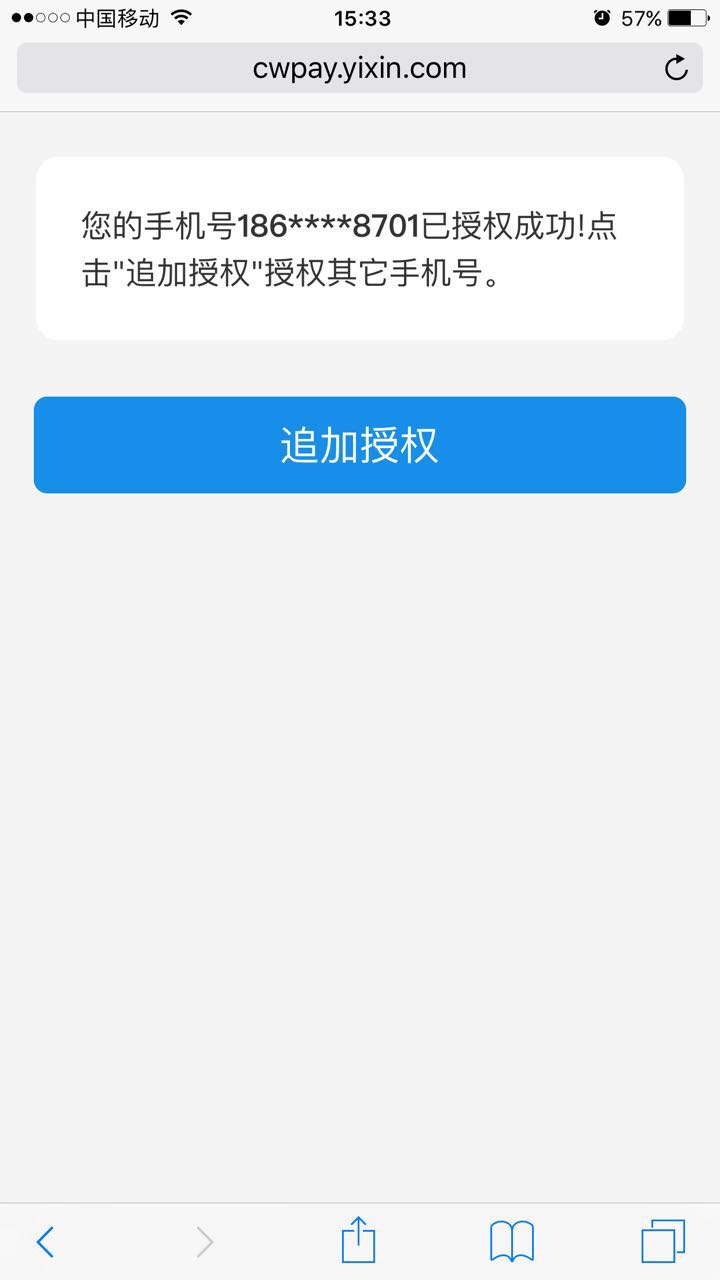 中国移动
15:33
57%
cwpay.yixin.com
您的手机号186****8701已授权成功!点
击"追加授权"授权其它手机号。
追加授权